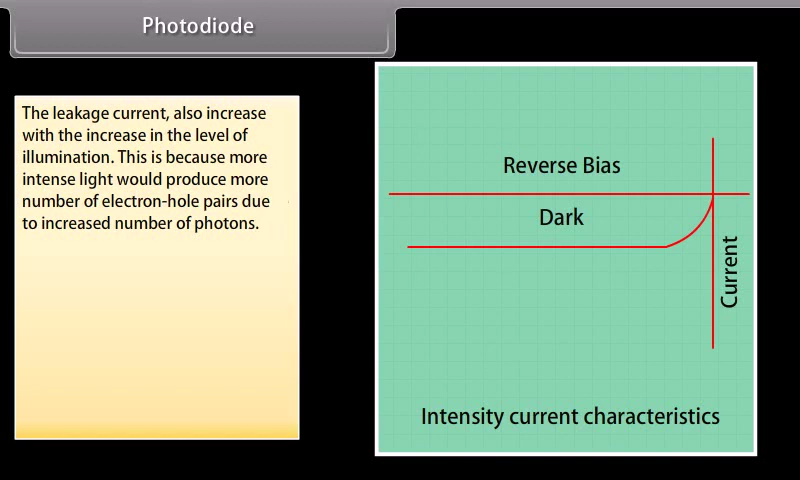 Photodiode
The leakage current, also increase
with the increase in the level of
illumination. This is because more
intense light would produce more
number of electron-hole pairs due
to increased number of photons.
Reverse Bias
Dark
Current
Intensity current characteristics